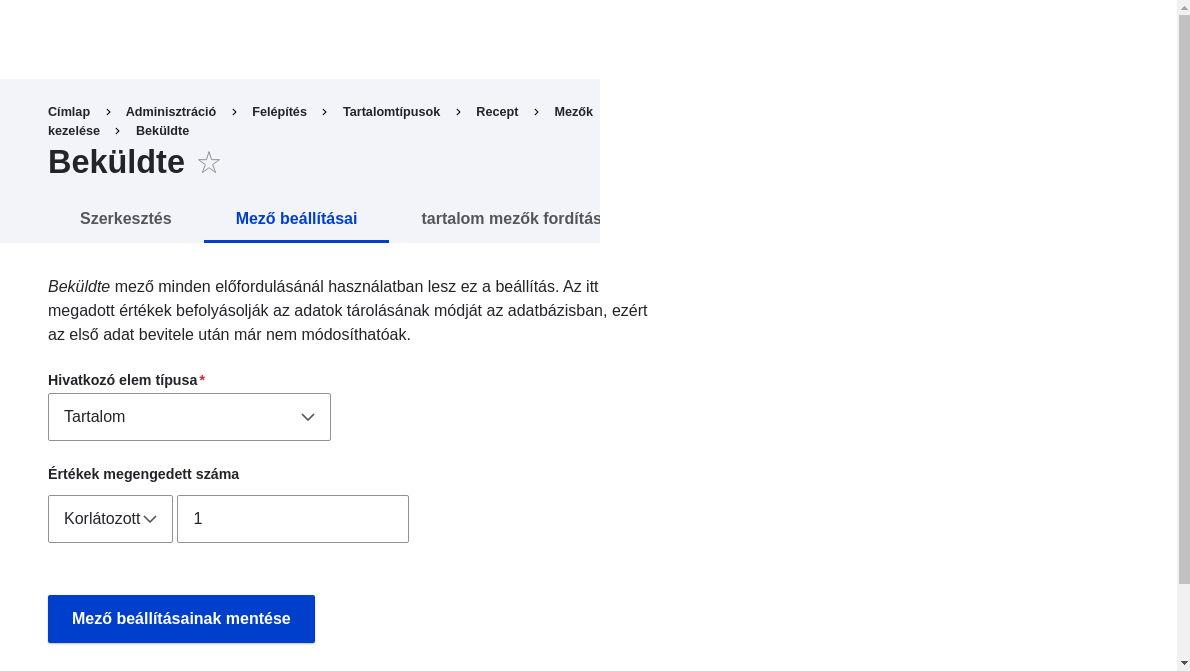 Címlap › Adminisztráció › Felépítés › Tartalomtípusok › Recept › Mezők
kezelése › Beküldte
Beküldte ☆
Szerkesztés Mező beállításai tartalom mezők fordítás
Beküldte mező minden előfordulásánál használatban lesz ez a beállítás. Az itt
megadott értékek befolyásolják az adatok tárolásának módját az adatbázisban, ezért
az első adat bevitele után már nem módosíthatóak.
Hivatkozó elem típusa*
Tartalom
Értékek megengedett száma
Korlátozott 1
Mező beállításainak mentése